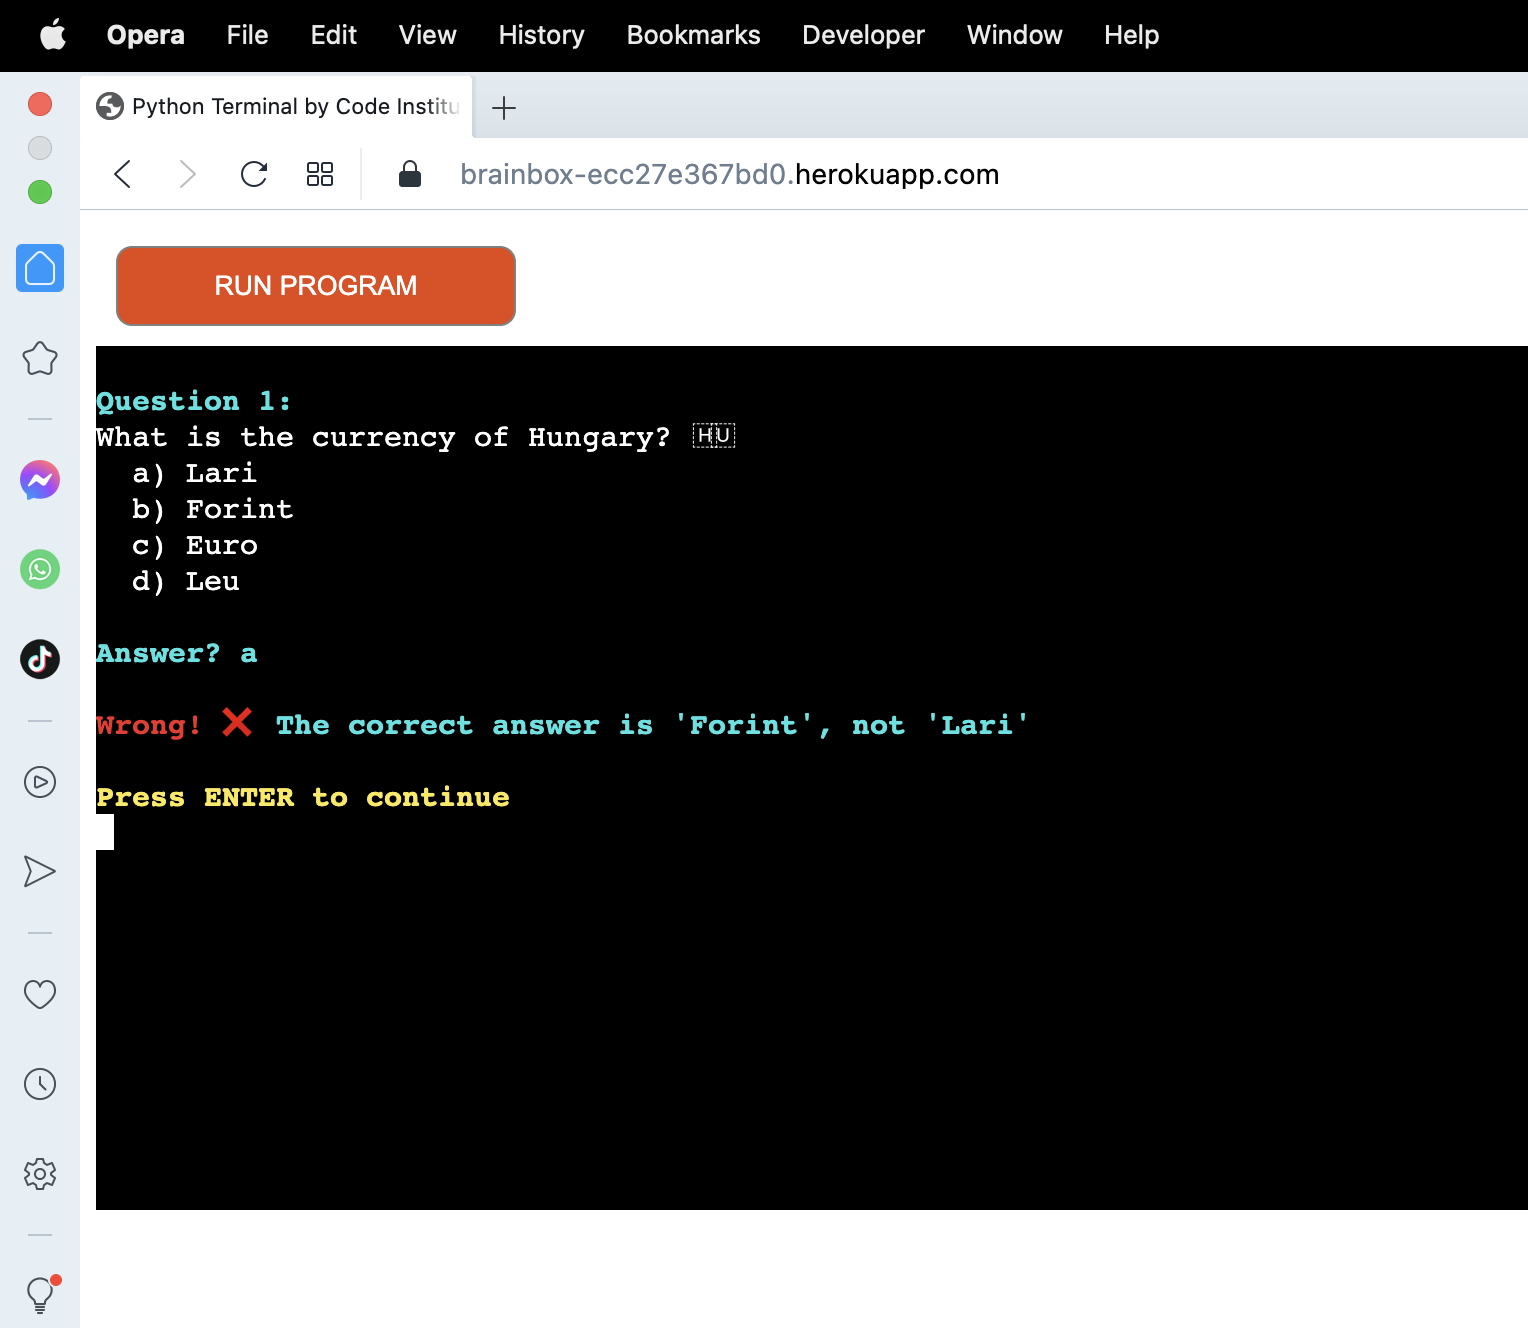 Opera File Edit View History Bookmarks Developer Window Help
Python Terminal by Code Institu
brainbox-ecc27e367bd0.herokuapp.com
RUN PROGRAM
Question 1:
What is the currency of Hungary? 🇭🇺
a) Lari
b) Forint
c) Euro
d) Leu
Answer? a
Wrong! ❌ The correct answer is 'Forint', not 'Lari'
Press ENTER to continue